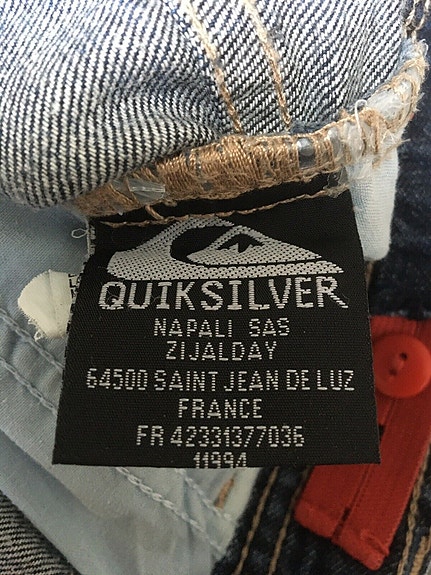 QUIKSILVER
NAPALI SAS
ZIJALDAY
64500 SAINT JEAN DE LUZ
FRANCE
FR 42331377036
11994